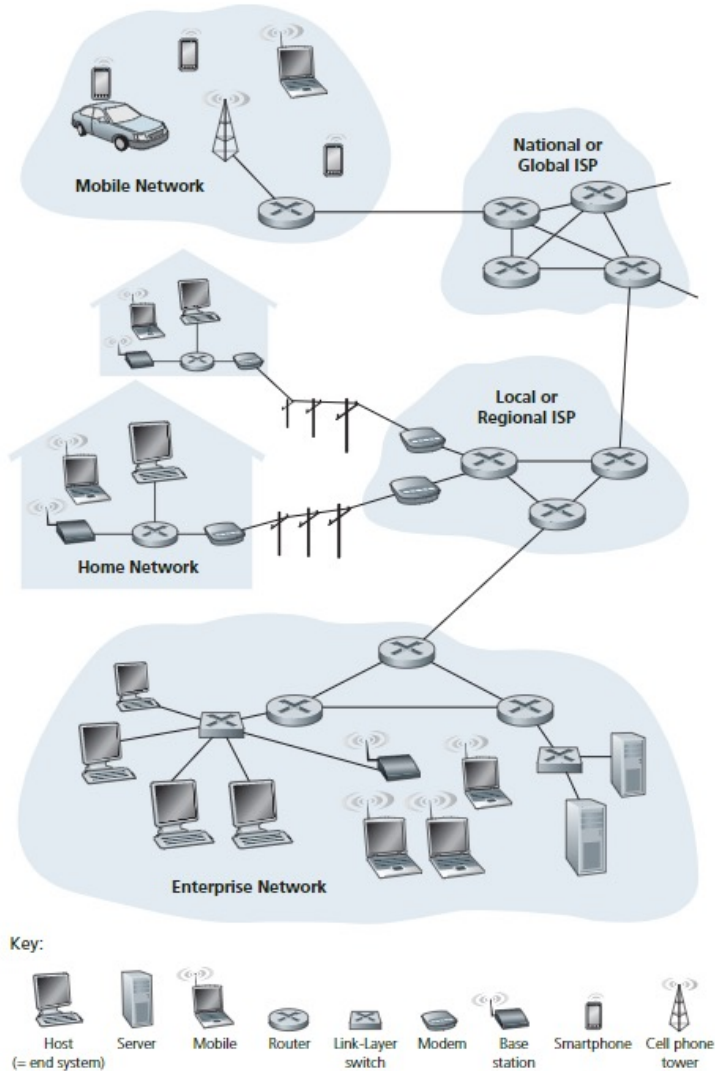 Mobile Network
National or
Global ISP
Local or
Regional ISP
Home Network
Enterprise Network
Key:
Host
(= end system)
Server
Mobile
Router
Link-Layer
switch
Modem
Base
station
Smartphone
Cell phone
tower